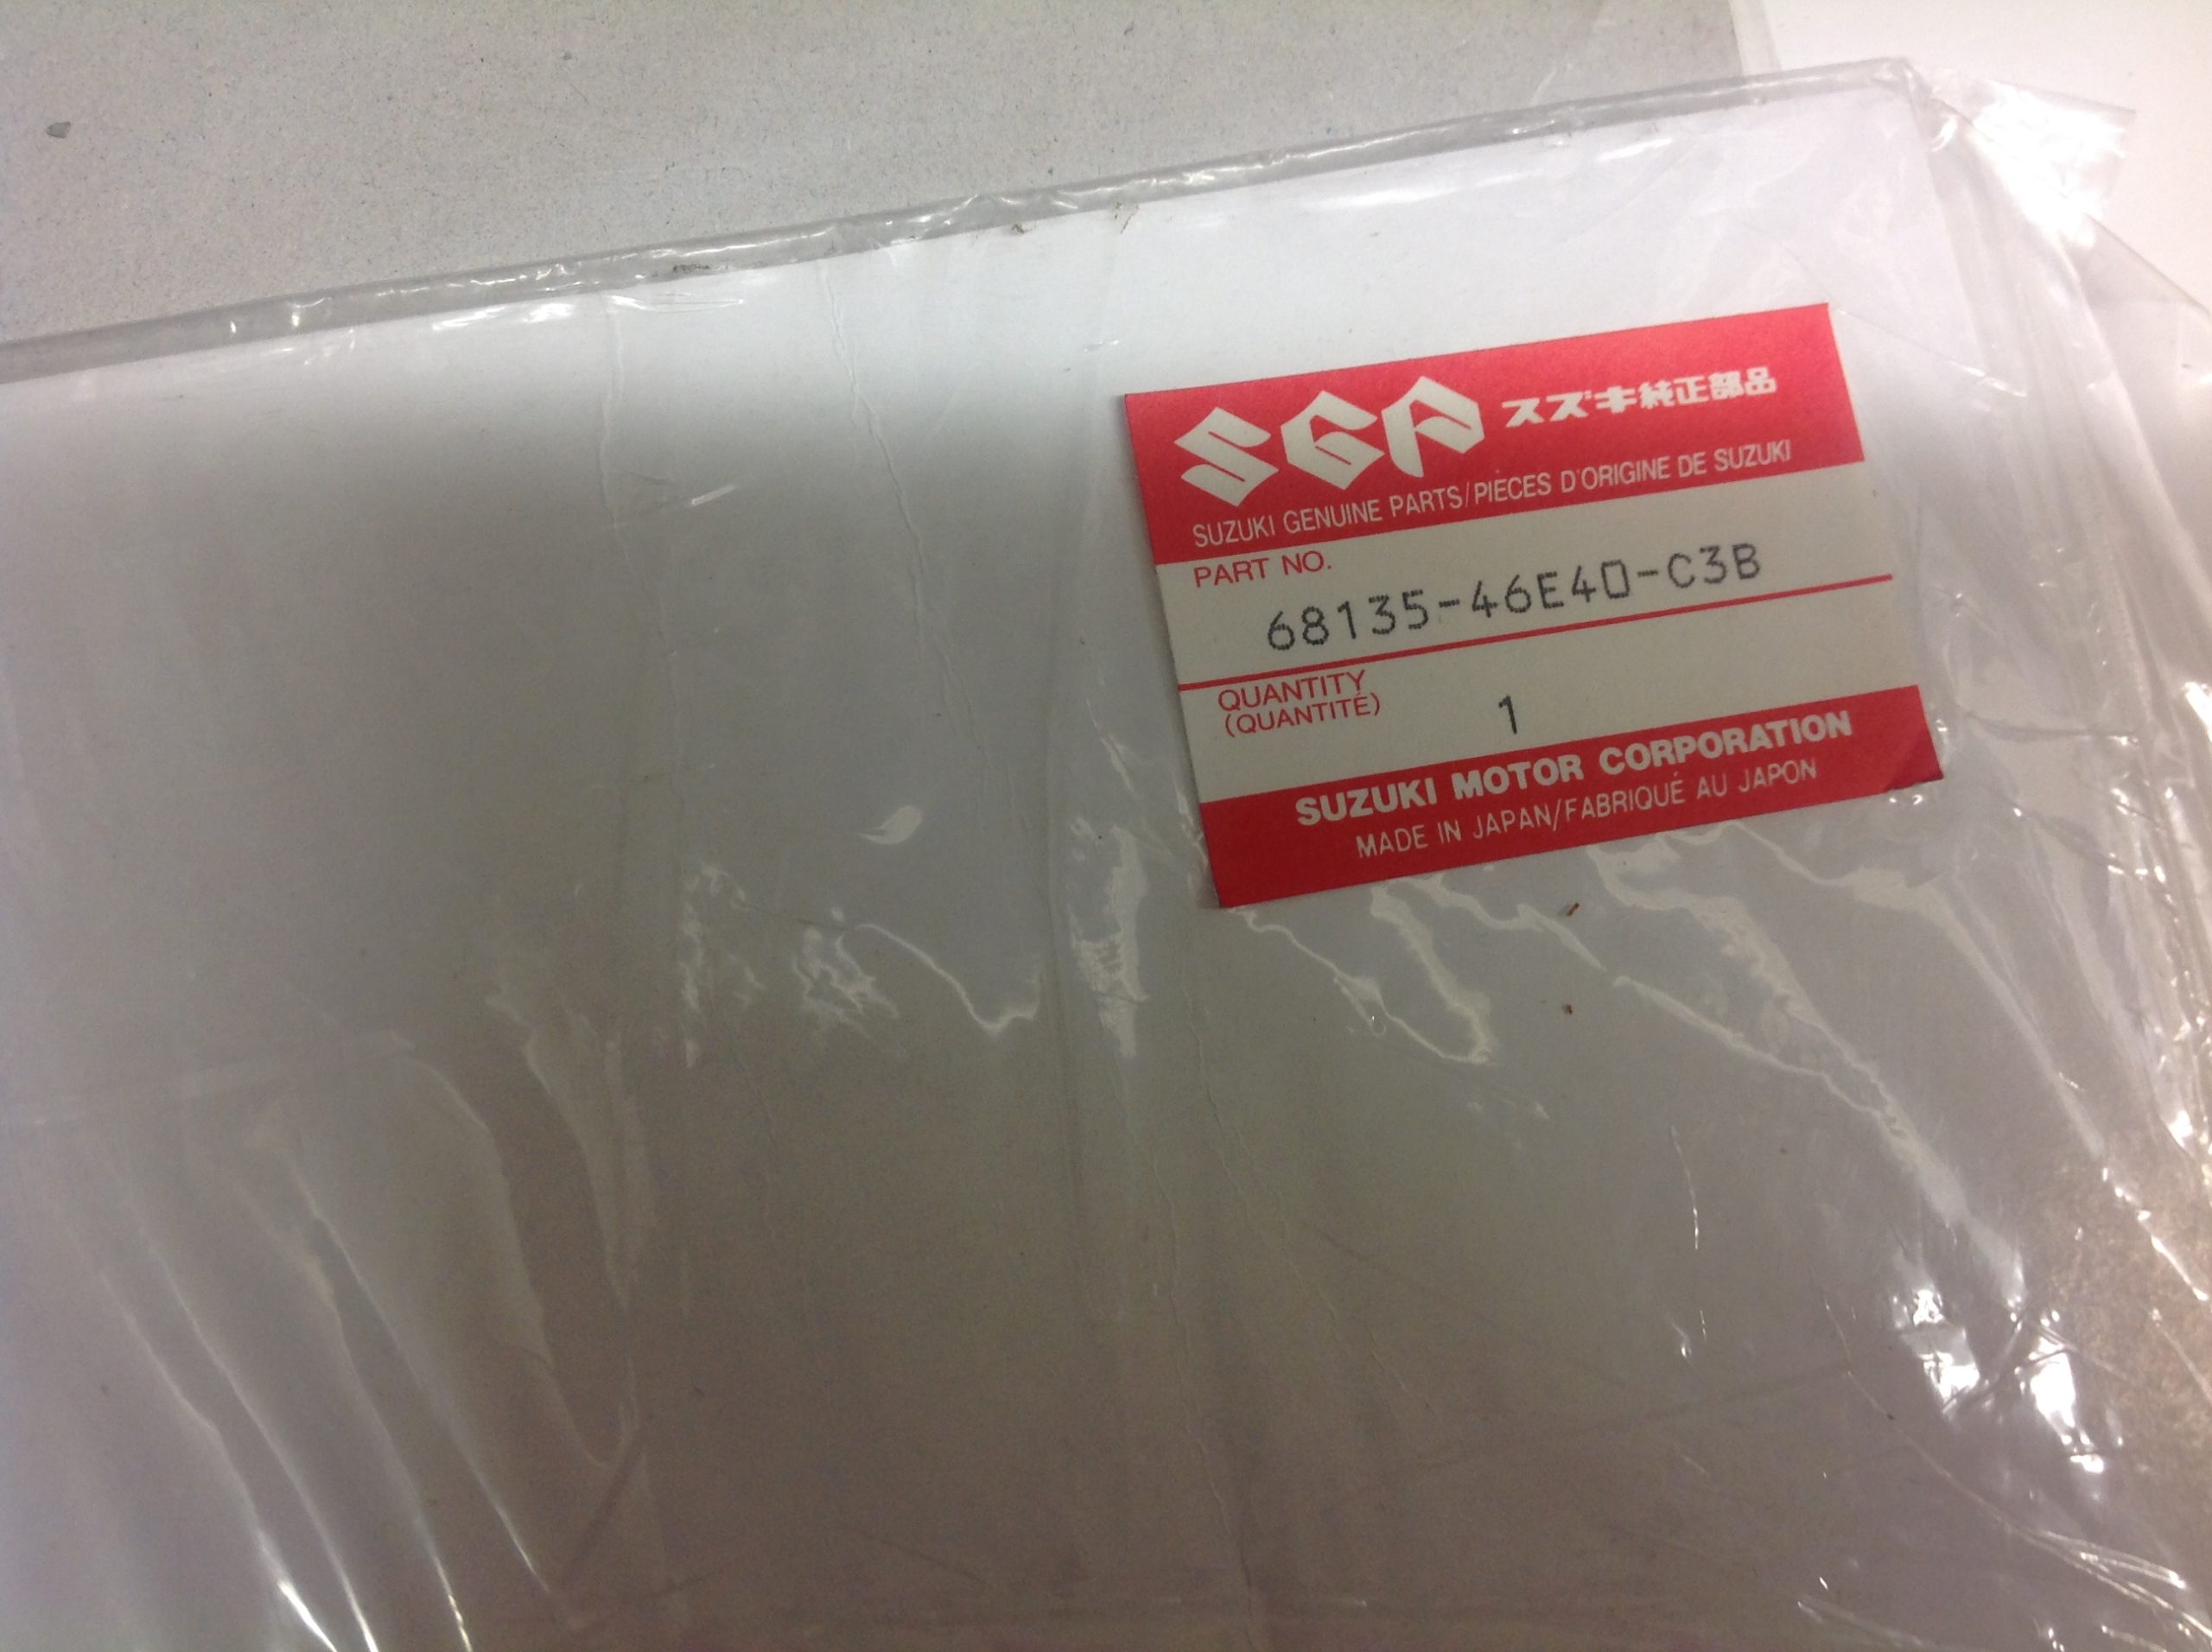 SGP スズキ純正部品
SUZUKI GENUINE PARTS/PIÈCES D'ORIGINE DE SUZUKI
PART NO.
68135-46E40-C3B
QUANTITY
(QUANTITÉ) 1
SUZUKI MOTOR CORPORATION
MADE IN JAPAN/FABRIQUÉ AU JAPON